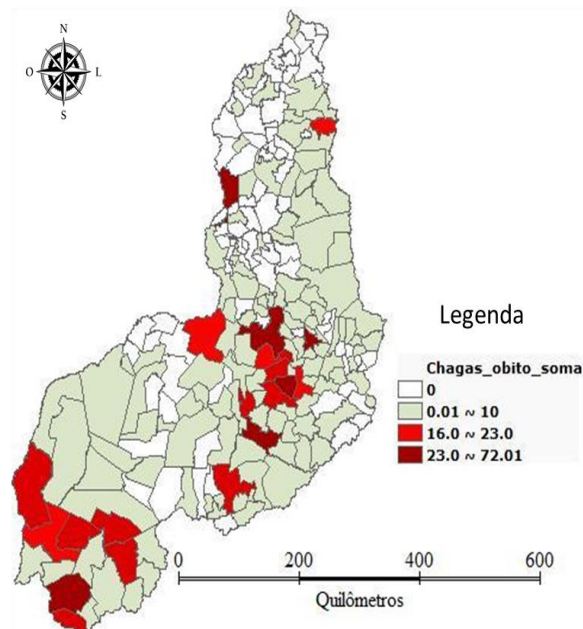 N
O
L
S
Legenda
Chagas_obito_soma
0
0.01 ~ 10
16.0 ~ 23.0
23.0 ~ 72.01
0 200 400 600
Quilômetros